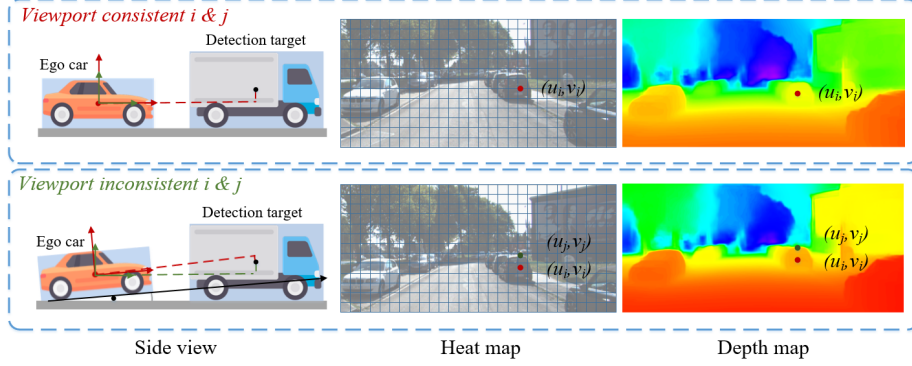 Viewport consistent i & j
Detection target
Ego car
(uᵢ,vᵢ)
(uᵢ,vᵢ)
Viewport inconsistent i & j
Detection target
Ego car
(uⱼ,vⱼ)
(uᵢ,vᵢ)
(uⱼ,vⱼ)
(uᵢ,vᵢ)
Side view
Heat map
Depth map